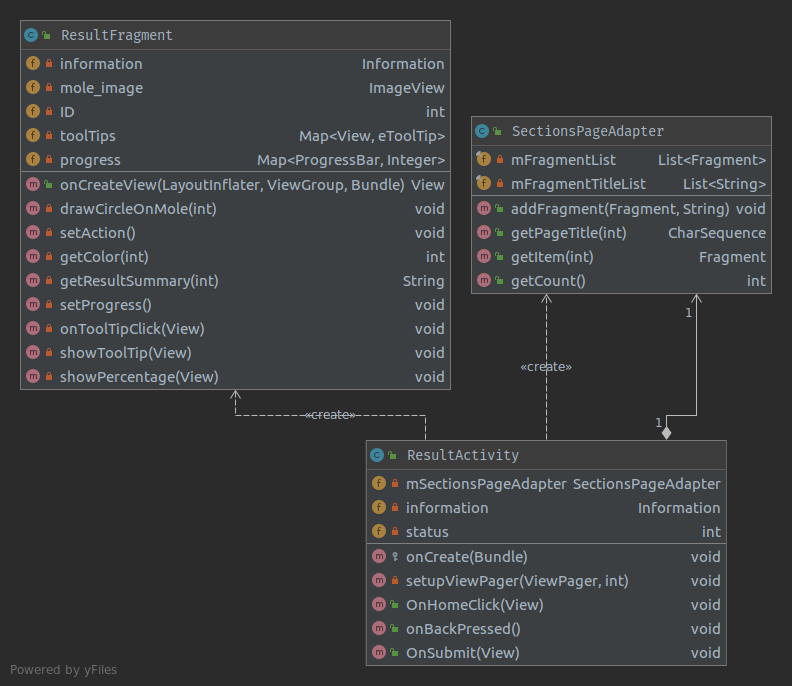 ResultFragment
information Information
mole_image ImageView
ID int
toolTips Map<View, eToolTip>
progress Map<ProgressBar, Integer>
onCreateView(LayoutInflater, ViewGroup, Bundle) View
drawCircleOnMole(int) void
setAction() void
getColor(int) int
getResultSummary(int) String
setProgress() void
onToolTipClick(View) void
showToolTip(View) void
showPercentage(View) void
SectionsPageAdapter
mFragmentList List<Fragment>
mFragmentTitleList List<String>
addFragment(Fragment, String) void
getPageTitle(int) CharSequence
getItem(int) Fragment
getCount() int
1
«create»
«create»
1
ResultActivity
mSectionsPageAdapter SectionsPageAdapter
information Information
status int
onCreate(Bundle) void
setupViewPager(ViewPager, int) void
OnHomeClick(View) void
onBackPressed() void
OnSubmit(View) void
Powered by yFiles